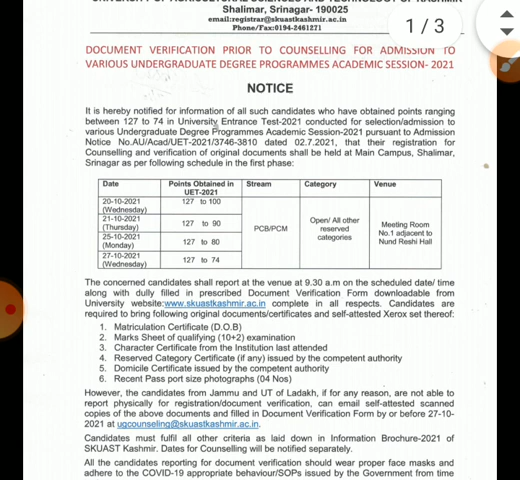 Shalimar, Srinagar- 190025
email:registrar@skuastkashmir.ac.in
Phone/Fax:0194-2461271
1/3
DOCUMENT VERIFICATION PRIOR TO COUNSELLING FOR ADMISSION TO
VARIOUS UNDERGRADUATE DEGREE PROGRAMMES ACADEMIC SESSION- 2021
NOTICE
It is hereby notified for information of all such candidates who have obtained points ranging
between 127 to 74 in University Entrance Test-2021 conducted for selection/admission to
various Undergraduate Degree Programmes Academic Session-2021 pursuant to Admission
Notice No.AU/Acad/UET-2021/3746-3810 dated 02.7.2021, that their registration for
Counselling and verification of original documents shall be held at Main Campus, Shalimar,
Srinagar as per following schedule in the first phase:
Date Points Obtained in UET-2021 Stream Category Venue
20-10-2021 (Wednesday) 127 to 100
21-10-2021 (Thursday) 127 to 90
25-10-2021 (Monday) 127 to 80
27-10-2021 (Wednesday) 127 to 74
PCB/PCM
Open/ All other reserved categories
Meeting Room No.1 adjacent to Nund Reshi Hall
The concerned candidates shall report at the venue at 9.30 a.m on the scheduled date/ time
along with dully filled in prescribed Document Verification Form downloadable from
University website:www.skuastkashmir.ac.in complete in all respects. Candidates are
required to bring following original documents/certificates and self-attested Xerox set thereof:
1. Matriculation Certificate (D.O.B)
2. Marks Sheet of qualifying (10+2) examination
3. Character Certificate from the Institution last attended
4. Reserved Category Certificate (if any) issued by the competent authority
5. Domicile Certificate issued by the competent authority
6. Recent Pass port size photographs (04 Nos)
However, the candidates from Jammu and UT of Ladakh, if for any reason, are not able to
report physically for registration/document verification, can email self-attested scanned
copies of the above documents and filled in Document Verification Form by or before 27-10-
2021 at ugcounseling@skuastkashmir.ac.in.
Candidates must fulfil all other criteria as laid down in Information Brochure-2021 of
SKUAST Kashmir. Dates for Counselling will be notified separately.
All the candidates reporting for document verification should wear proper face masks and
adhere to the COVID-19 appropriate behaviour/SOPs issued by the Government from time